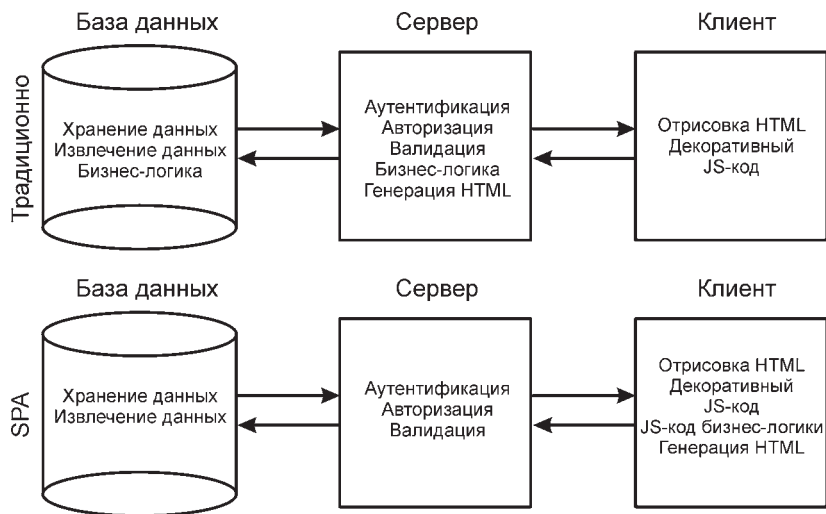 База данных
Сервер
Клиент
Традиционно
Хранение данных
Извлечение данных
Бизнес-логика
Аутентификация
Авторизация
Валидация
Бизнес-логика
Генерация HTML
Отрисовка HTML
Декоративный
JS-код
База данных
Сервер
Клиент
SPA
Хранение данных
Извлечение данных
Аутентификация
Авторизация
Валидация
Отрисовка HTML
Декоративный
JS-код
JS-код бизнес-логики
Генерация HTML